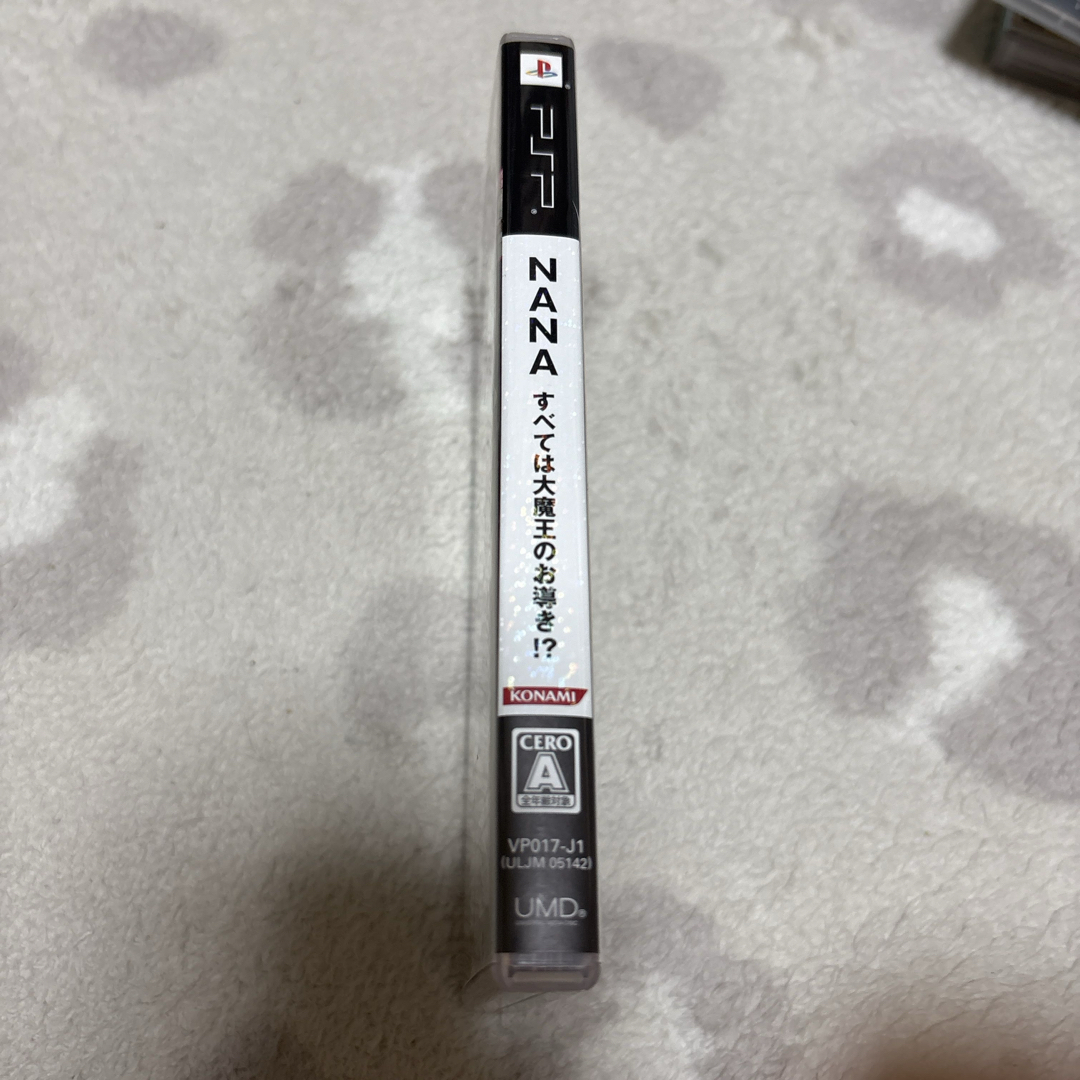 PSP®
NANA
すべては大魔王のお導き!?
KONAMI
CERO
A
全年齢対象
VP017-J1
(ULJM 05142)
UMD®